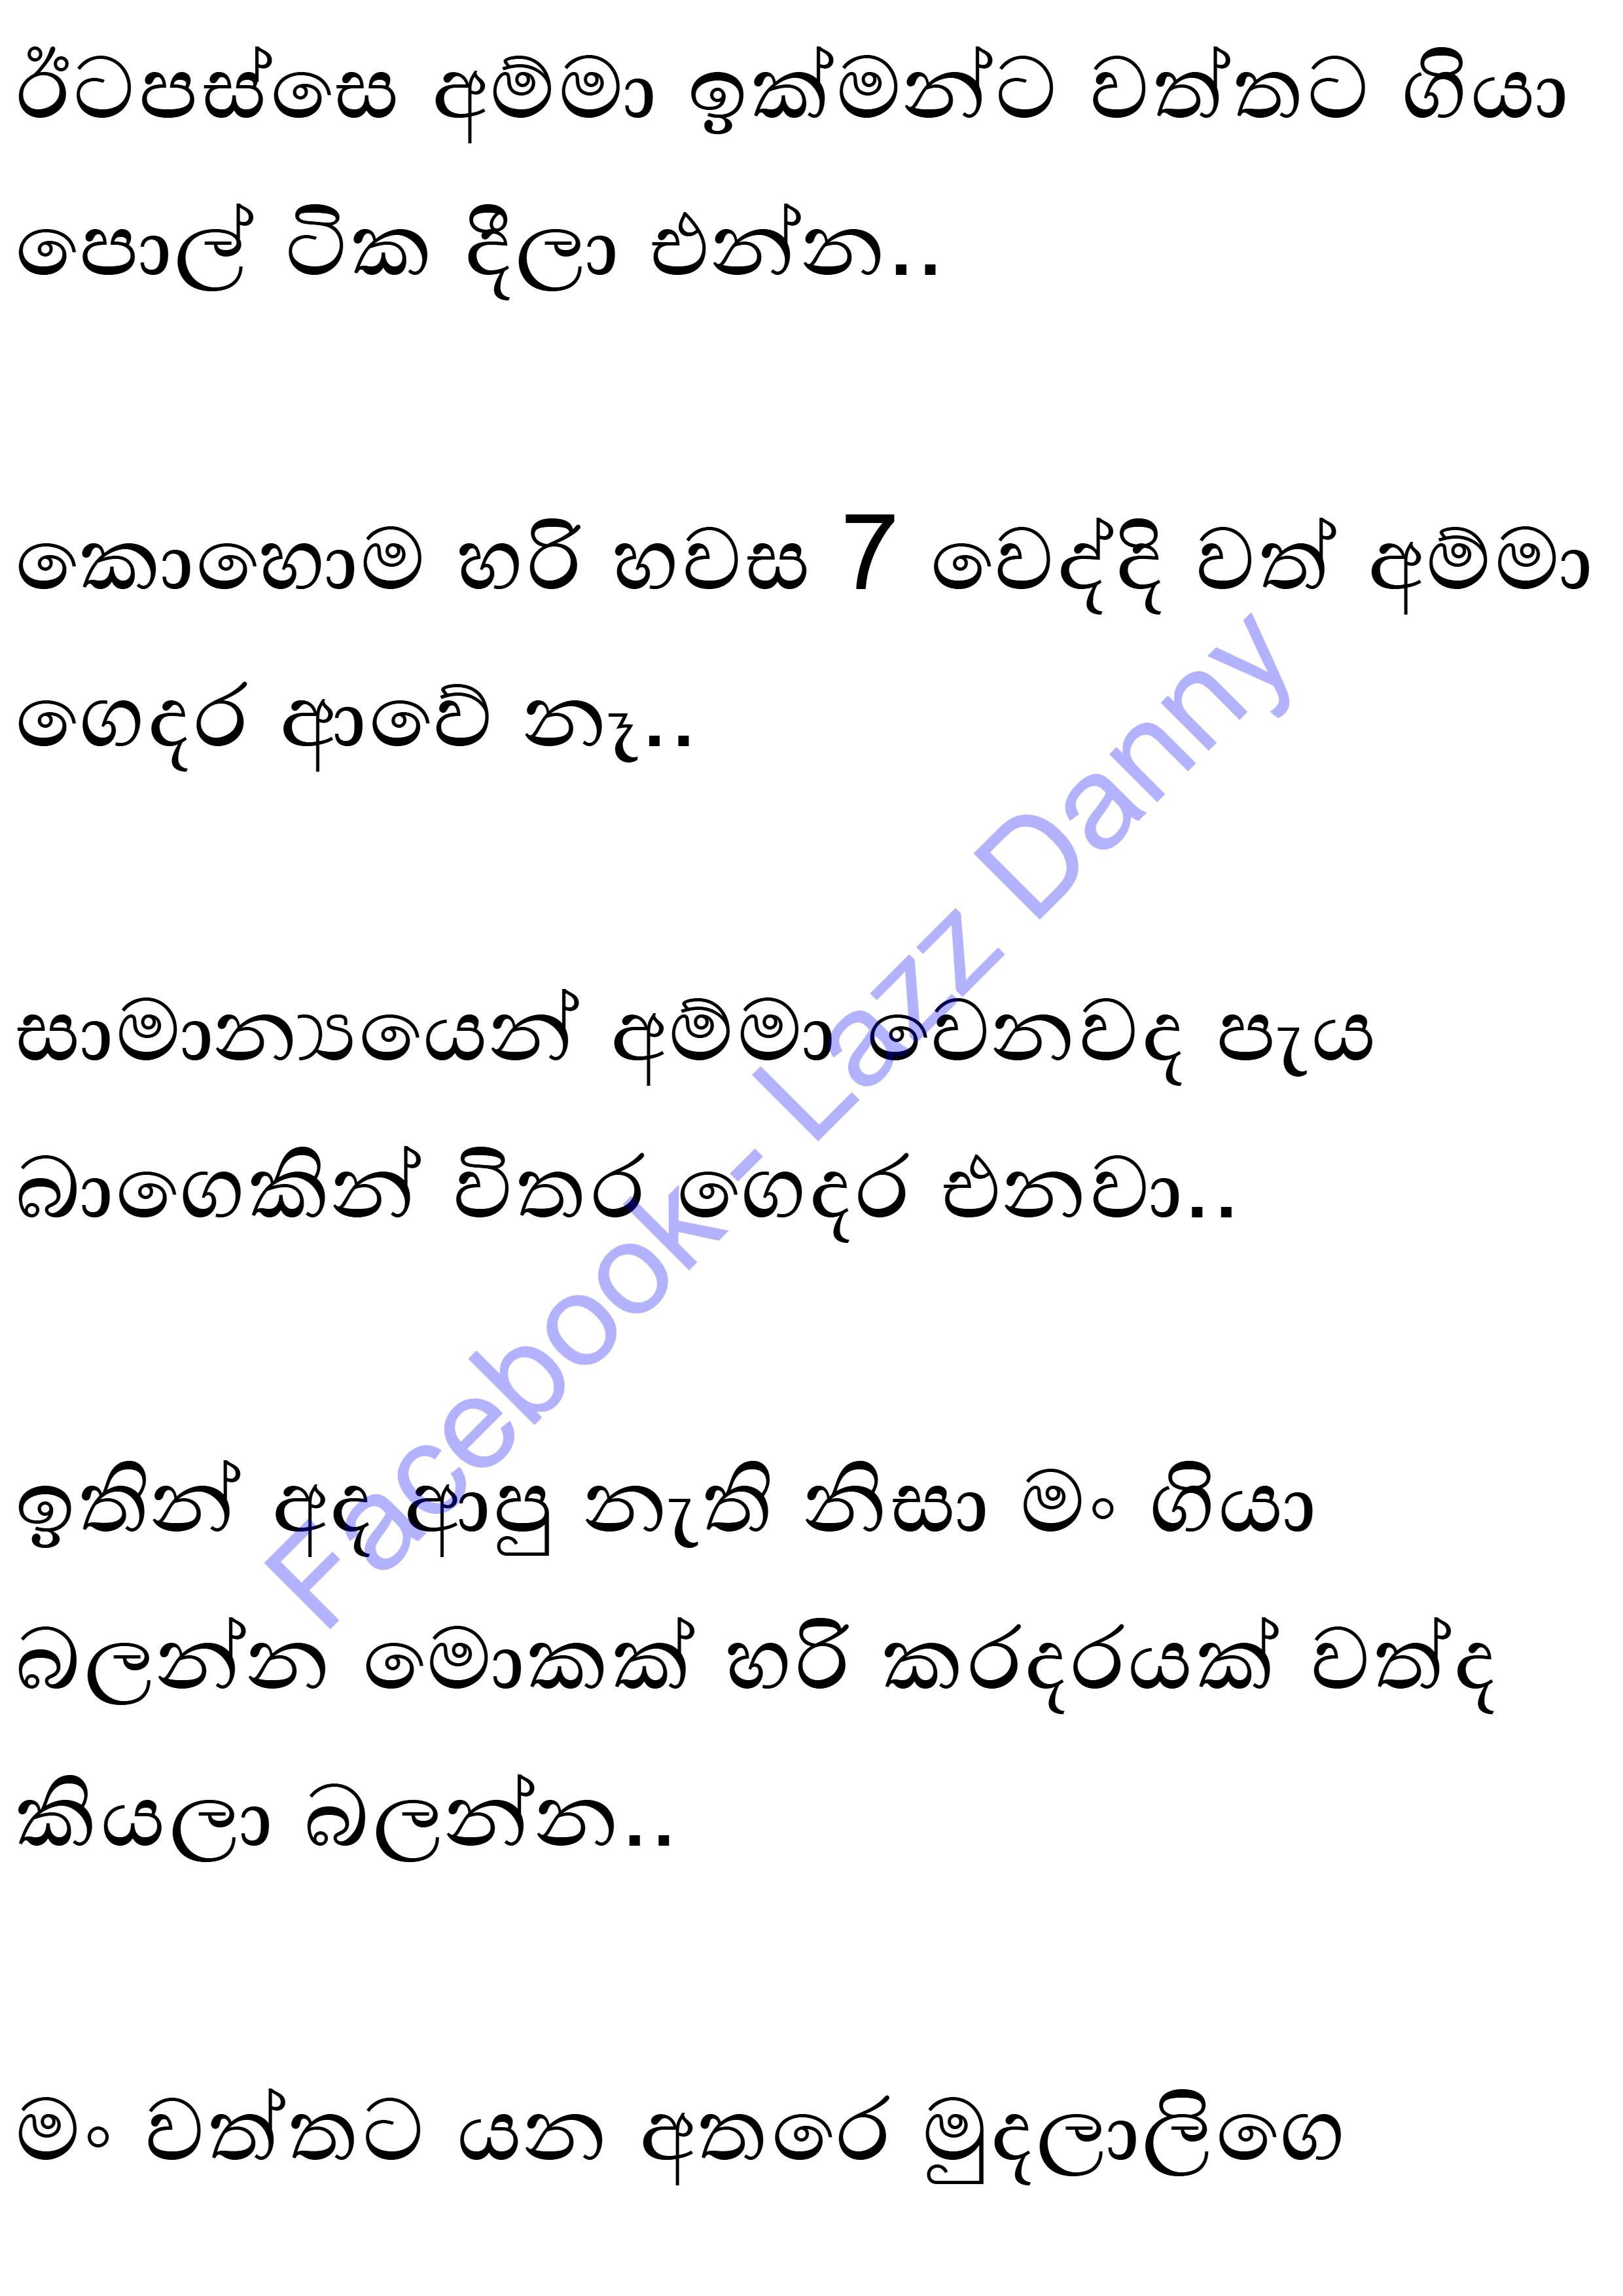 ඊටපස්සෙ අම්මා ඉක්මන්ට වත්තට ගියා
පොල් ටික දීලා එන්න..
කොහොම හරි හවස 7 වෙද්දි වත් අම්මා
ගෙදර ආවේ නෑ..
සාමාන්‍යයෙන් අම්මා වෙනවද පැය
බාගෙකින් විතර ගෙදර එනවා..
ඉතින් අද ආපු නැති නිසා මං ගියා
බලන්න මොකක් හරි කරදරයක් වත්ද
කියලා බලන්න..
මං වත්තට යන අතරෙ මුදලාලිගෙ
Facebook- Lazz Danny